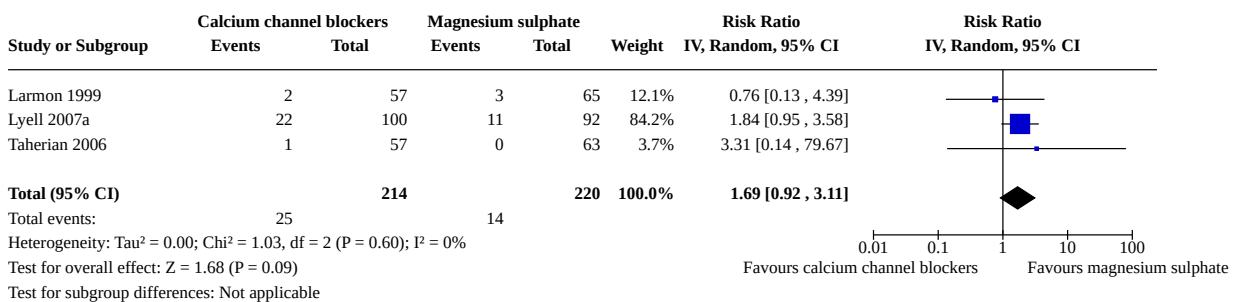 Calcium channel blockers Magnesium sulphate Risk Ratio Risk Ratio
Study or Subgroup Events Total Events Total Weight IV, Random, 95% CI IV, Random, 95% CI
Larmon 1999 2 57 3 65 12.1% 0.76 [0.13 , 4.39]
Lyell 2007a 22 100 11 92 84.2% 1.84 [0.95 , 3.58]
Taherian 2006 1 57 0 63 3.7% 3.31 [0.14 , 79.67]
Total (95% CI) 214 220 100.0% 1.69 [0.92 , 3.11]
Total events: 25 14
Heterogeneity: Tau² = 0.00; Chi² = 1.03, df = 2 (P = 0.60); I² = 0%
0.01 0.1 1 10 100
Test for overall effect: Z = 1.68 (P = 0.09) Favours calcium channel blockers Favours magnesium sulphate
Test for subgroup differences: Not applicable